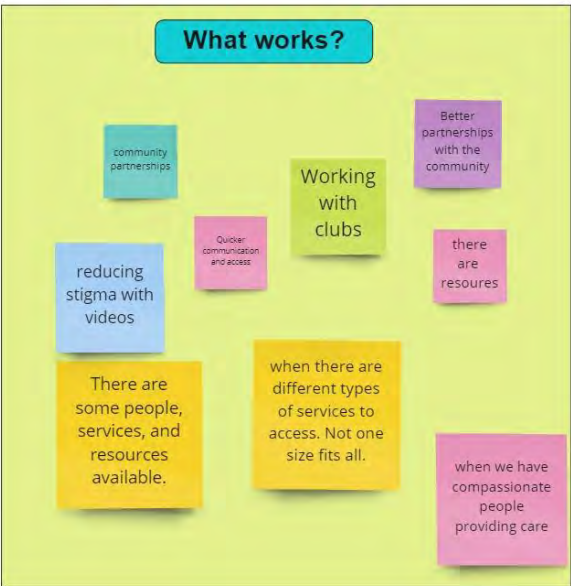 What works?
community
partnerships
Better
partnerships
with the
community
Working
with
clubs
Quicker
communication
and access
there
are
resoures
reducing
stigma with
videos
There are
some people,
services, and
resources
available.
when there are
different types
of services to
access. Not one
size fits all.
when we have
compassionate
people
providing care